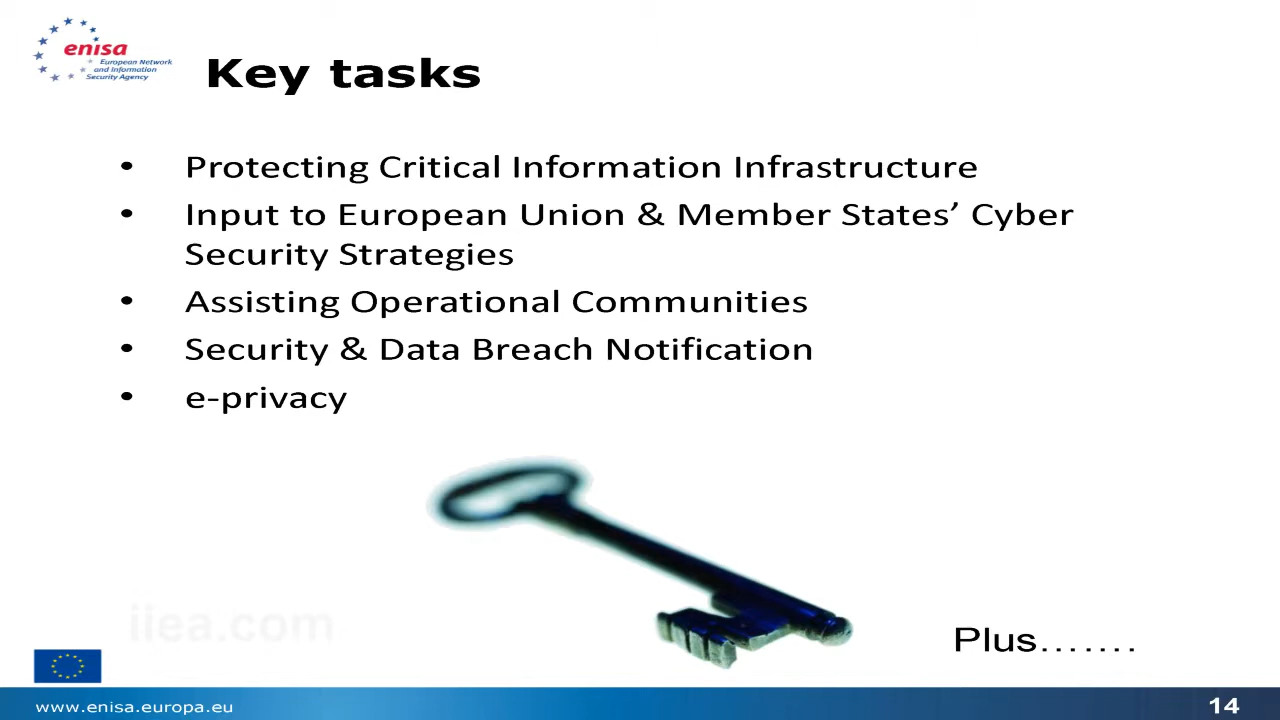 enisa
European Network
and Information
Security Agency
Key tasks
• Protecting Critical Information Infrastructure
• Input to European Union & Member States’ Cyber
Security Strategies
• Assisting Operational Communities
• Security & Data Breach Notification
• e-privacy
iiea.com
Plus…….
www.enisa.europa.eu
14